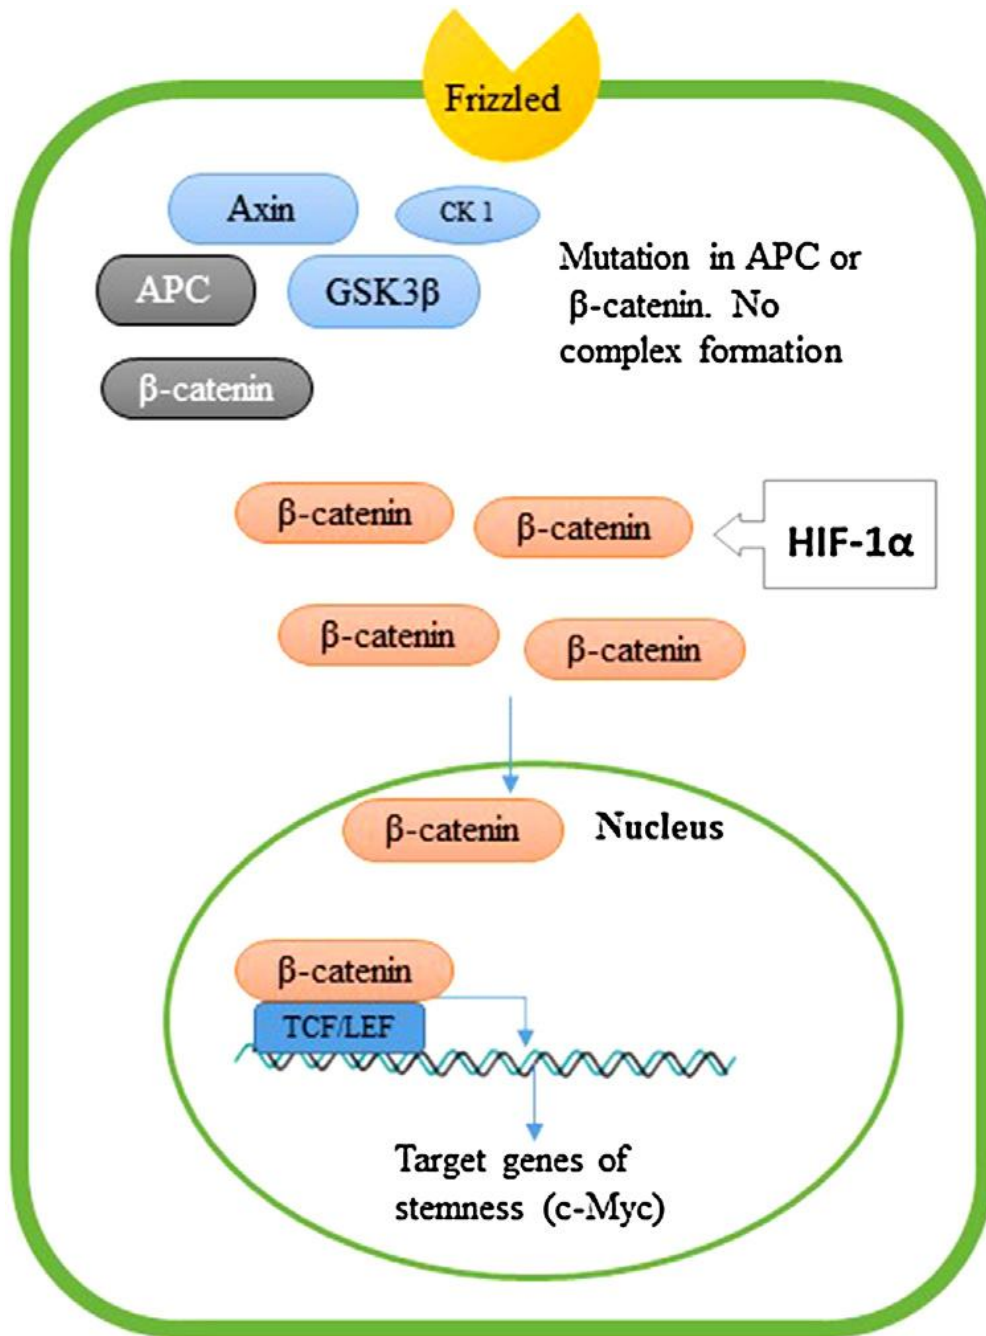 Frizzled
Axin
CK 1
APC
GSK3β
Mutation in APC or
β-catenin. No
complex formation
β-catenin
β-catenin
β-catenin
HIF-1α
β-catenin
β-catenin
β-catenin
Nucleus
β-catenin
TCF/LEF
Target genes of
stemness (c-Myc)